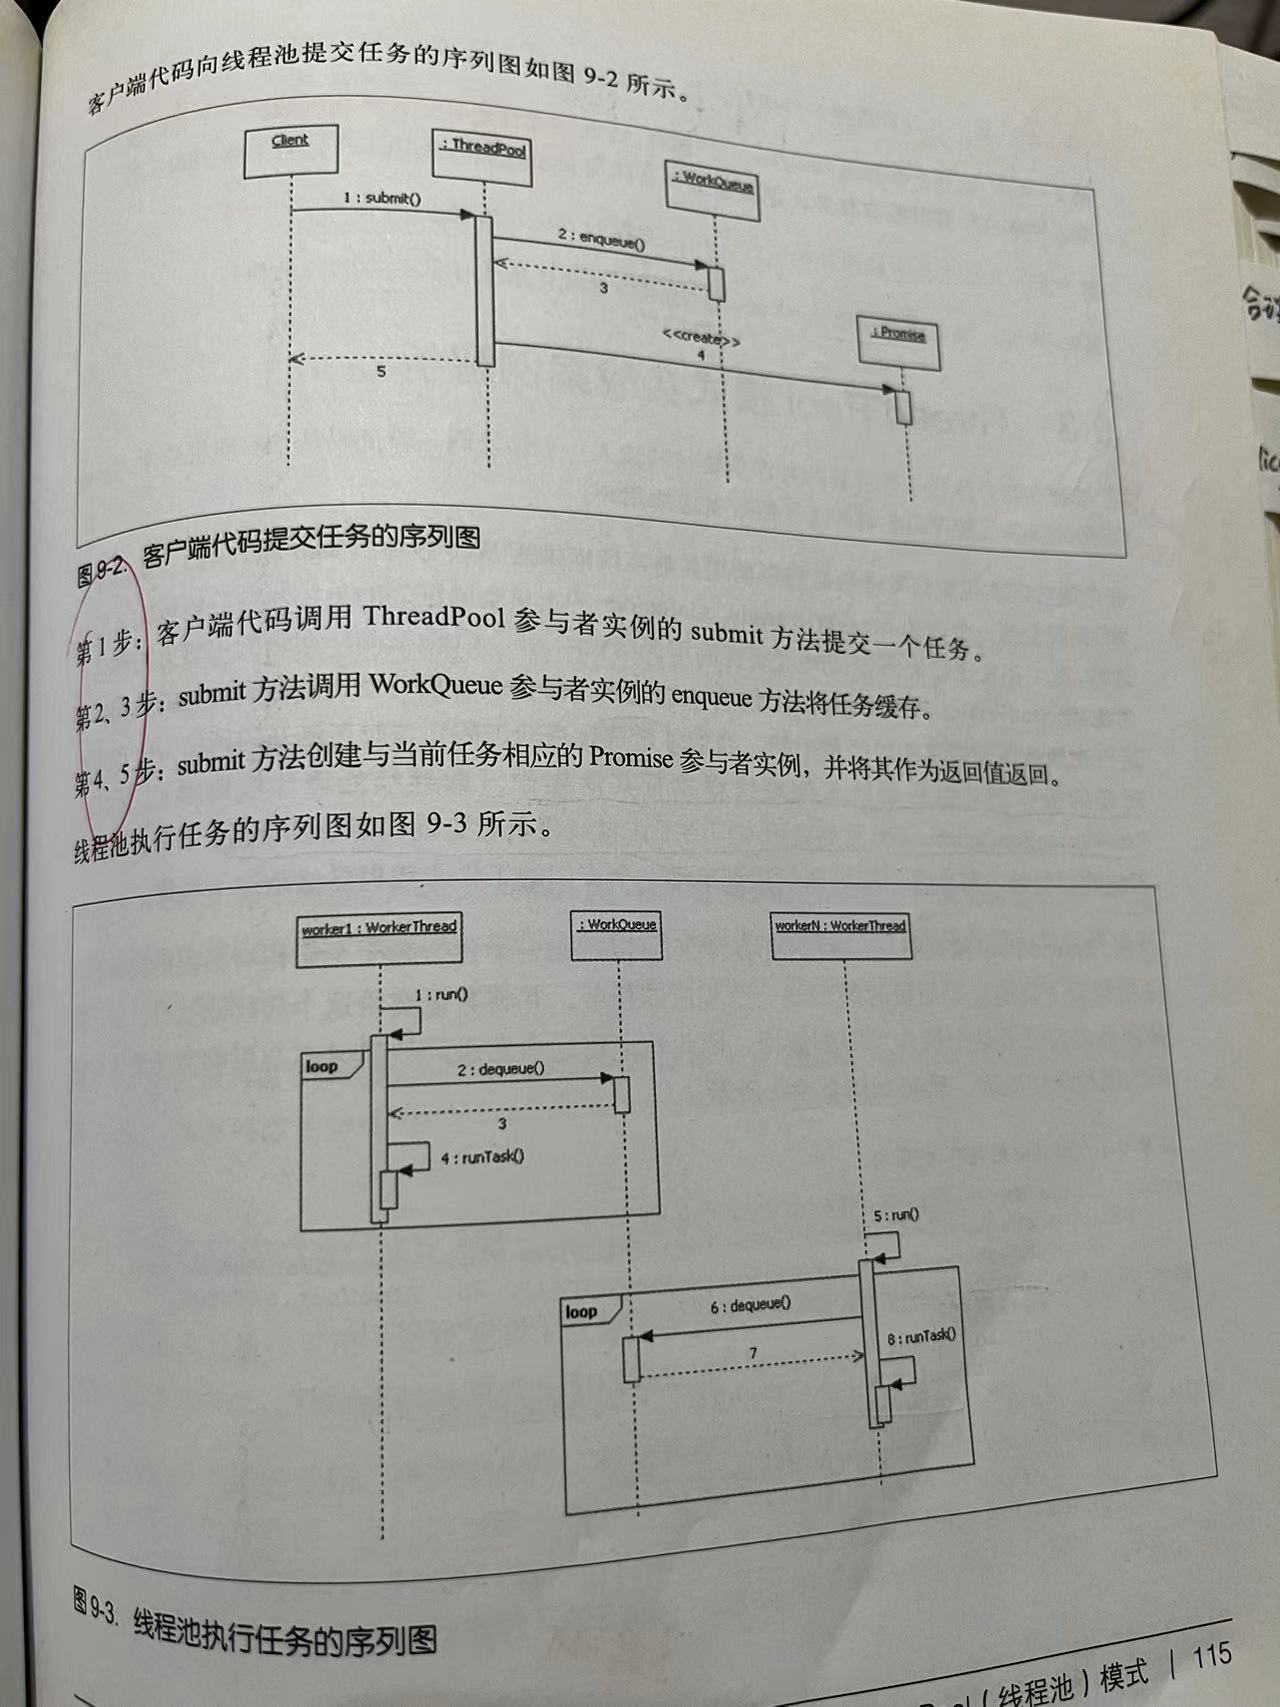 客户端代码向线程池提交任务的序列图如图 9-2 所示。
Client
: ThreadPool
: WorkQueue
1 : submit()
2 : enqueue()
3
<<create>>
4
: Promise
5
图9-2. 客户端代码提交任务的序列图
第1步：客户端代码调用 ThreadPool 参与者实例的 submit 方法提交一个任务。
第2、3步：submit 方法调用 WorkQueue 参与者实例的 enqueue 方法将任务缓存。
第4、5步：submit 方法创建与当前任务相应的 Promise 参与者实例，并将其作为返回值返回。
线程池执行任务的序列图如图 9-3 所示。
worker1 : WorkerThread
: WorkQueue
workerN : WorkerThread
1 : run()
loop
2 : dequeue()
3
4 : runTask()
5 : run()
loop
6 : dequeue()
7
8 : runTask()
图9-3. 线程池执行任务的序列图
（线程池）模式 | 115